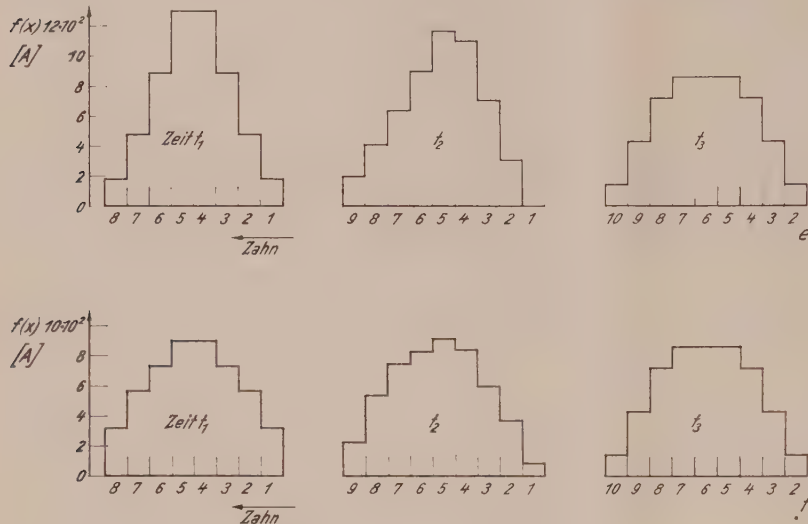 f(x) 12·10²
[A]
10
8
6
4
2
0
Zeit t₁
t₂
t₃
8 7 6 5 4 3 2 1
9 8 7 6 5 4 3 2 1
10 9 8 7 6 5 4 3 2
Zahn
e
f(x) 10·10²
[A]
8
6
4
2
0
Zeit t₁
t₂
t₃
8 7 6 5 4 3 2 1
9 8 7 6 5 4 3 2 1
10 9 8 7 6 5 4 3 2
Zahn
f